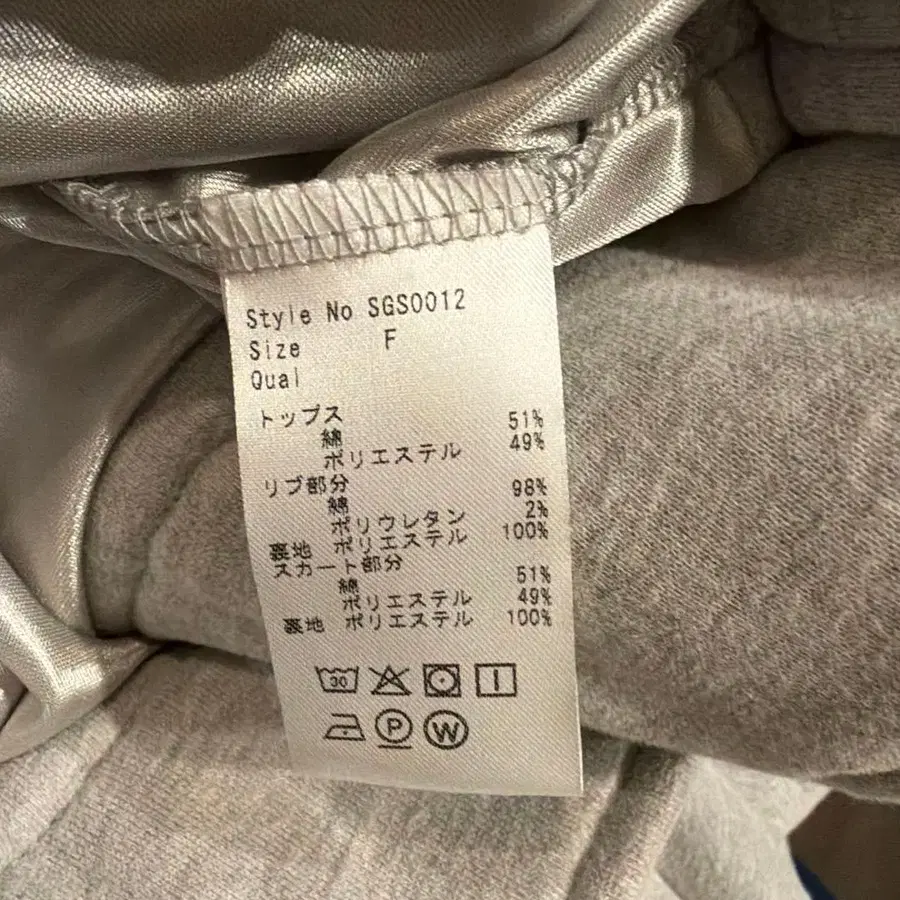 Style No SGS0012
Size F
Qual
トップス
綿 51%
ポリエステル 49%
リブ部分
綿 98%
ポリウレタン 2%
裏地 ポリエステル 100%
スカート部分
綿 51%
ポリエステル 49%
裏地 ポリエステル 100%
30
P W